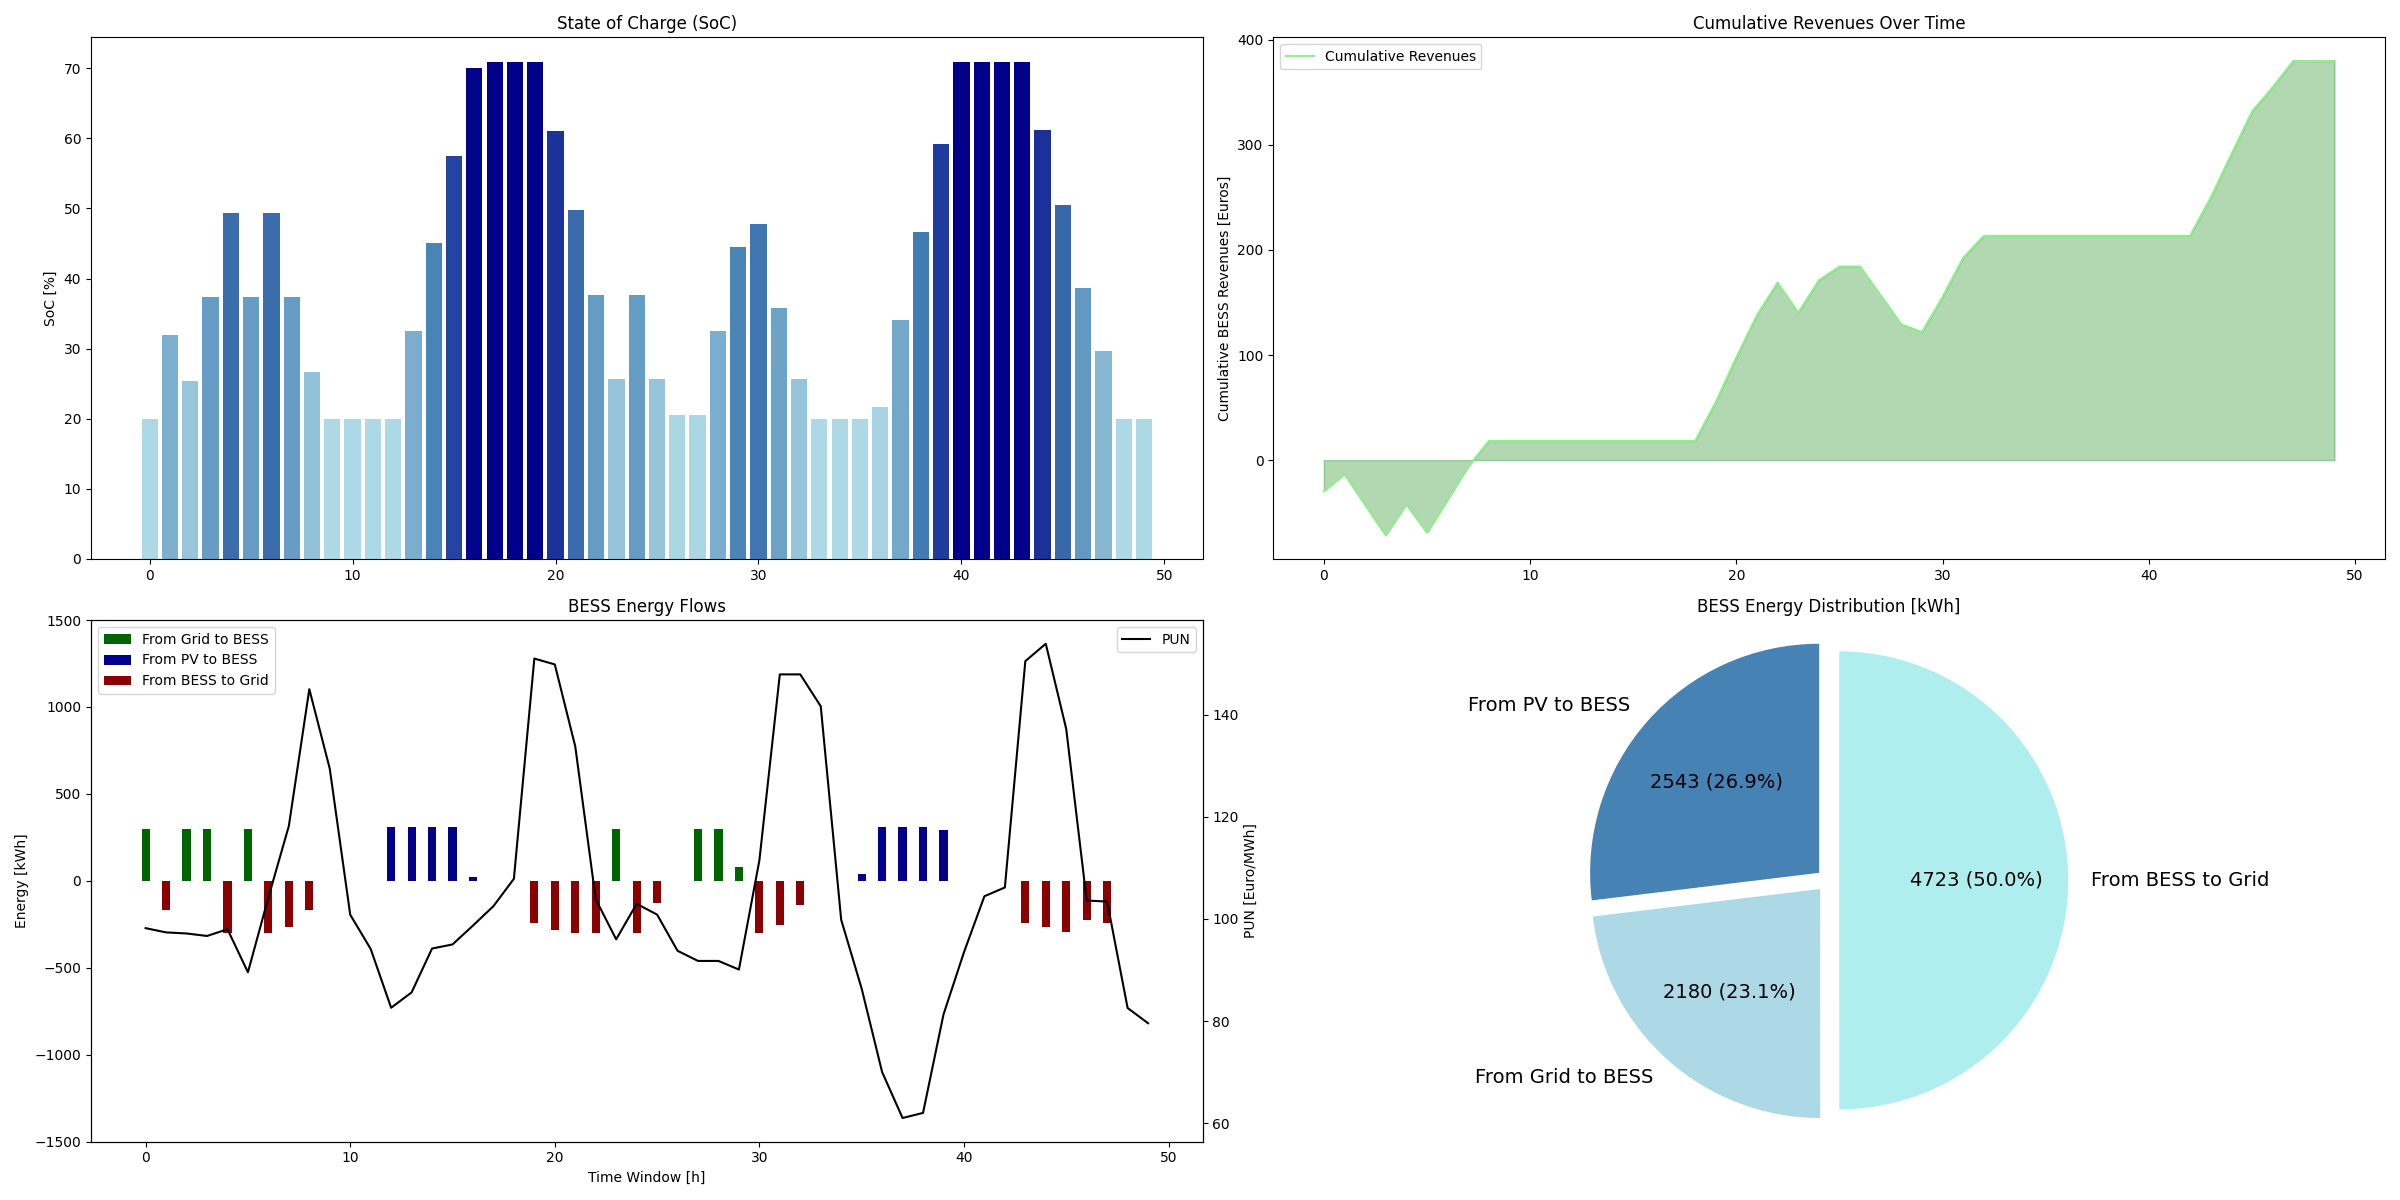 State of Charge (SoC)
SoC [%]
70
60
50
40
30
20
10
0
0 10 20 30 40 50
Cumulative Revenues Over Time
Cumulative Revenues
Cumulative BESS Revenues [Euros]
400
300
200
100
0
0 10 20 30 40 50
BESS Energy Flows
From Grid to BESS
From PV to BESS
From BESS to Grid
PUN
Energy [kWh]
1500
1000
500
0
−500
−1000
−1500
0 10 20 30 40 50
Time Window [h]
140
120
100
80
60
PUN [Euro/MWh]
BESS Energy Distribution [kWh]
From PV to BESS
2543 (26.9%)
4723 (50.0%)
From BESS to Grid
2180 (23.1%)
From Grid to BESS